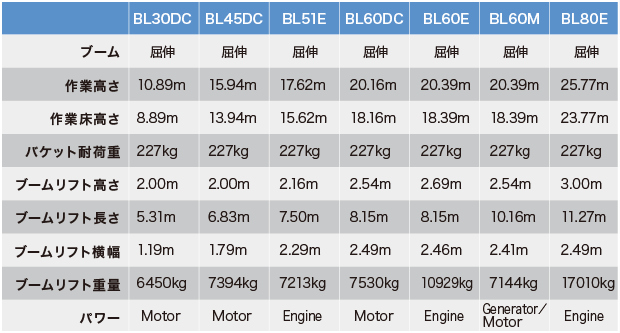 BL30DC BL45DC BL51E BL60DC BL60E BL60M BL80E
ブーム 屈伸 屈伸 屈伸 屈伸 屈伸 屈伸 屈伸
作業高さ 10.89m 15.94m 17.62m 20.16m 20.39m 20.39m 25.77m
作業床高さ 8.89m 13.94m 15.62m 18.16m 18.39m 18.39m 23.77m
バケット耐荷重 227kg 227kg 227kg 227kg 227kg 227kg 227kg
ブームリフト高さ 2.00m 2.00m 2.16m 2.54m 2.69m 2.54m 3.00m
ブームリフト長さ 5.31m 6.83m 7.50m 8.15m 8.15m 10.16m 11.27m
ブームリフト横幅 1.19m 1.79m 2.29m 2.49m 2.46m 2.41m 2.49m
ブームリフト重量 6450kg 7394kg 7213kg 7530kg 10929kg 7144kg 17010kg
パワー Motor Motor Engine Motor Engine Generator/ Motor Engine